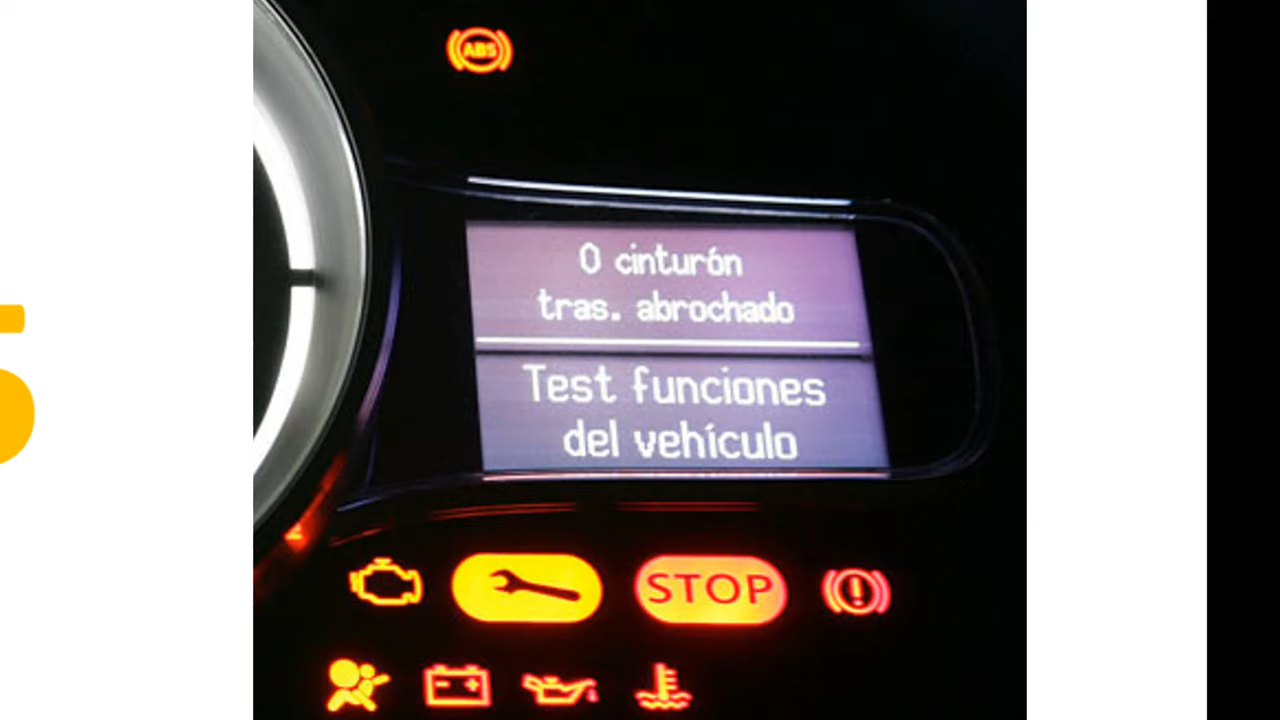 ABS
0 cinturón
tras. abrochado
Test funciones
del vehículo
STOP